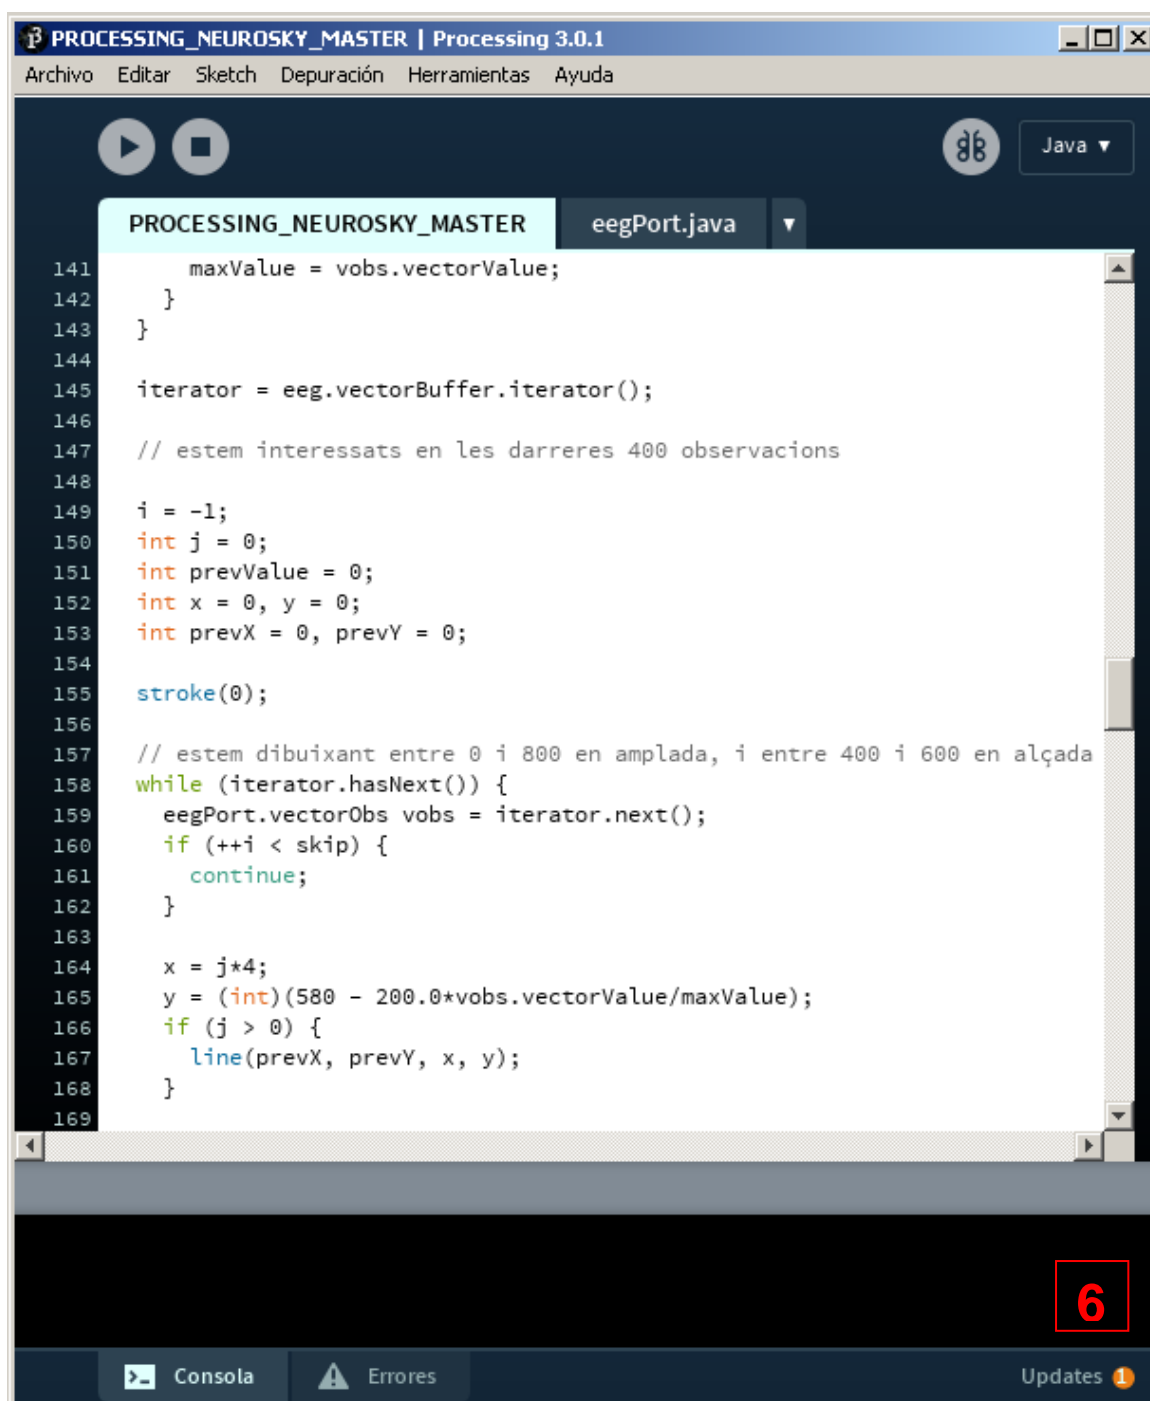 PROCESSING_NEUROSKY_MASTER | Processing 3.0.1
Archivo Editar Sketch Depuración Herramientas Ayuda
Java ▼
PROCESSING_NEUROSKY_MASTER eegPort.java ▼
141 maxValue = vobs.vectorValue;
142 }
143 }
144
145 iterator = eeg.vectorBuffer.iterator();
146
147 // estem interessats en les darreres 400 observacions
148
149 i = -1;
150 int j = 0;
151 int prevValue = 0;
152 int x = 0, y = 0;
153 int prevX = 0, prevY = 0;
154
155 stroke(0);
156
157 // estem dibuixant entre 0 i 800 en amplada, i entre 400 i 600 en alçada
158 while (iterator.hasNext()) {
159 eegPort.vectorObs vobs = iterator.next();
160 if (++i < skip) {
161 continue;
162 }
163
164 x = j*4;
165 y = (int)(580 - 200.0*vobs.vectorValue/maxValue);
166 if (j > 0) {
167 line(prevX, prevY, x, y);
168 }
169
6
Consola Errores Updates 1